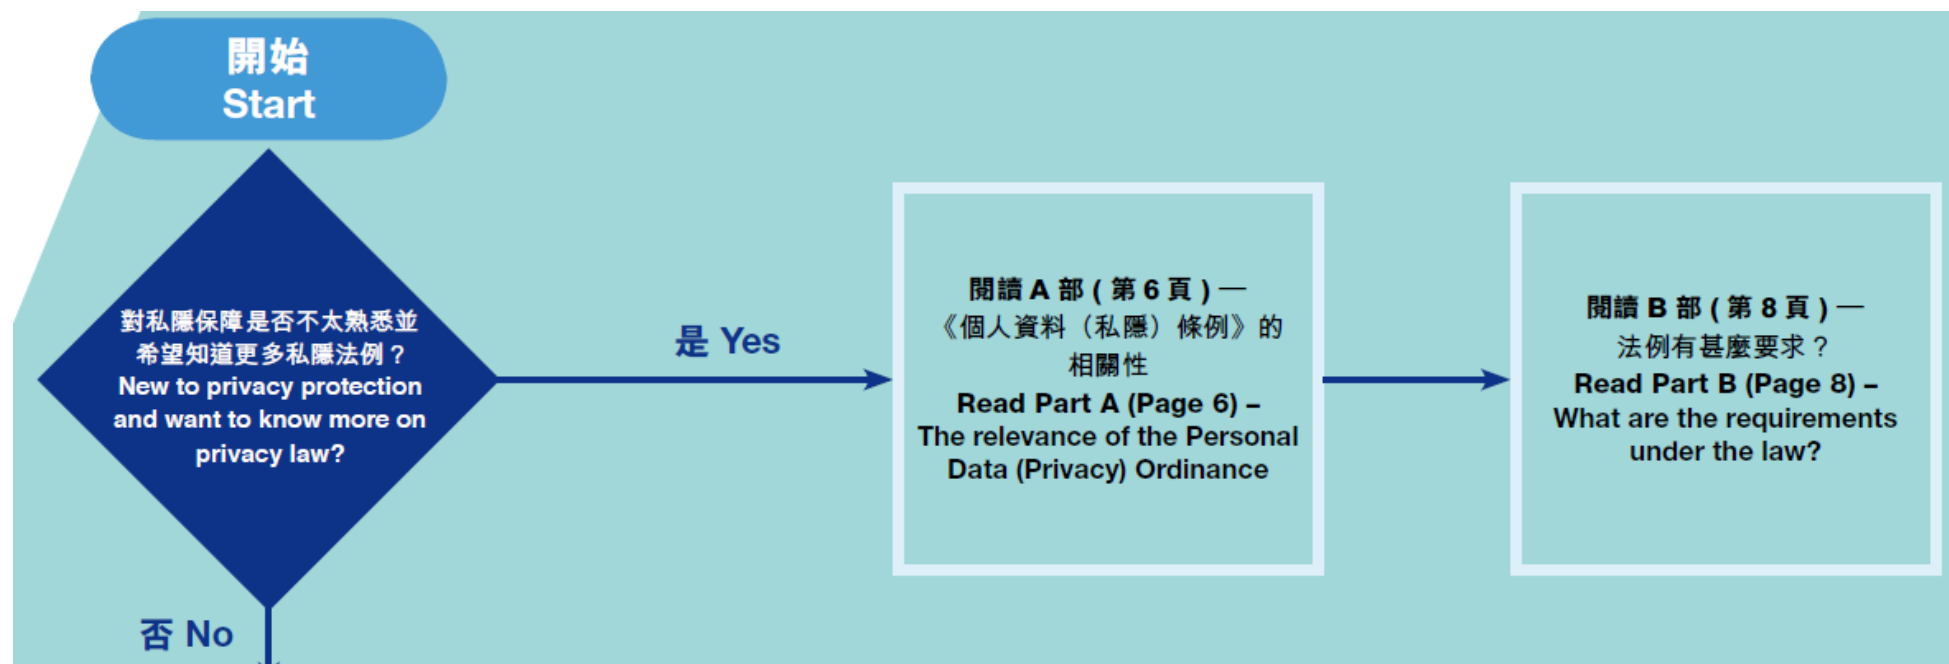 開始
Start
對私隱保障是否不太熟悉並
希望知道更多私隱法例？
New to privacy protection
and want to know more on
privacy law?
是 Yes
閱讀 A 部 ( 第 6 頁 ) —
《個人資料（私隱）條例》的
相關性
Read Part A (Page 6) –
The relevance of the Personal
Data (Privacy) Ordinance
閱讀 B 部 ( 第 8 頁 ) —
法例有甚麼要求？
Read Part B (Page 8) –
What are the requirements
under the law?
否 No